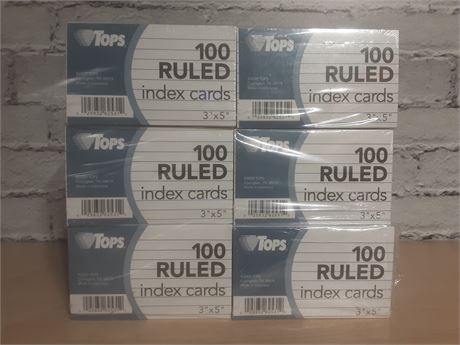 TOPS
100
RULED
index cards
3"x5"
TOPS
100
RULED
index cards
3"x5"
TOPS
100
RULED
index cards
3"x5"
TOPS
100
RULED
index cards
3"x5"
TOPS
100
RULED
index cards
3"x5"
TOPS
100
RULED
index cards
3"x5"